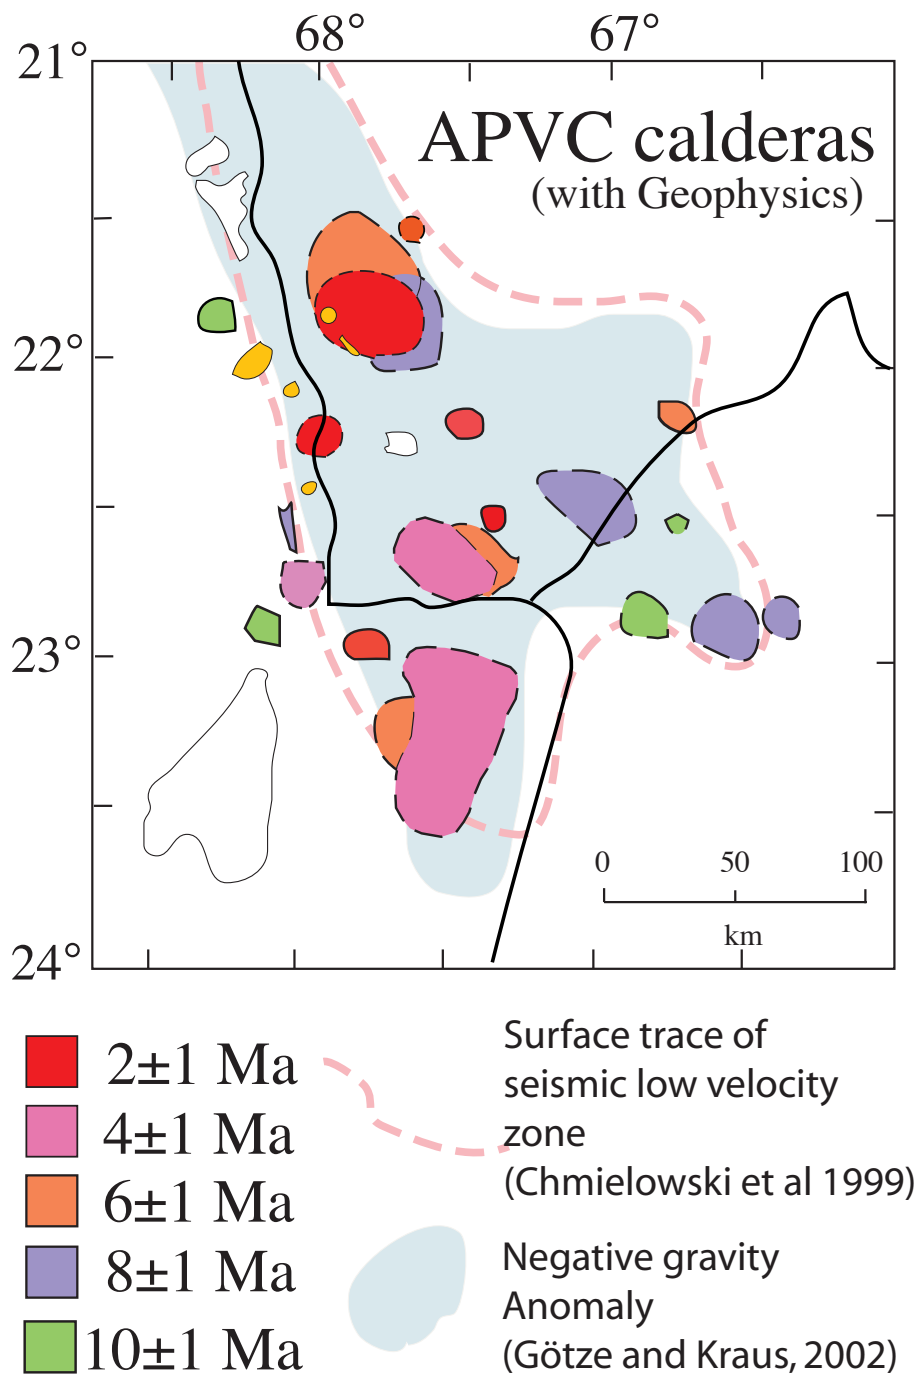 68° 67°
21°
APVC calderas
(with Geophysics)
22°
23°
0 50 100
km
24°
2±1 Ma
4±1 Ma
6±1 Ma
8±1 Ma
10±1 Ma
Surface trace of
seismic low velocity
zone
(Chmielowski et al 1999)
Negative gravity
Anomaly
(Götze and Kraus, 2002)